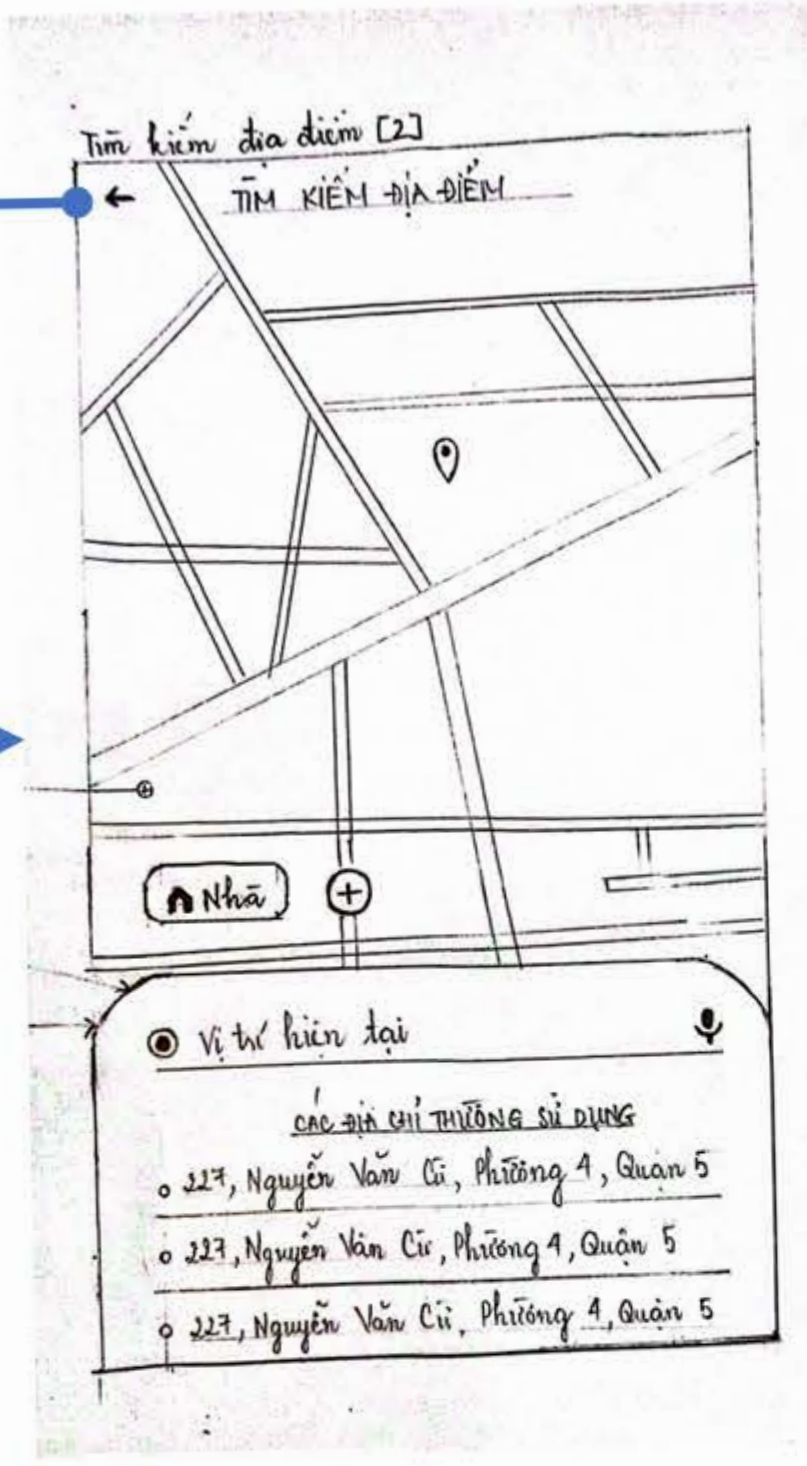 Tìm kiếm địa điểm [2]
TÌM KIẾM ĐỊA ĐIỂM
Nhà
Vị trí hiện tại
CÁC ĐỊA CHỈ THƯỜNG SỬ DỤNG
227, Nguyễn Văn Cừ, Phường 4, Quận 5
227, Nguyễn Văn Cừ, Phường 4, Quận 5
227, Nguyễn Văn Cừ, Phường 4, Quận 5